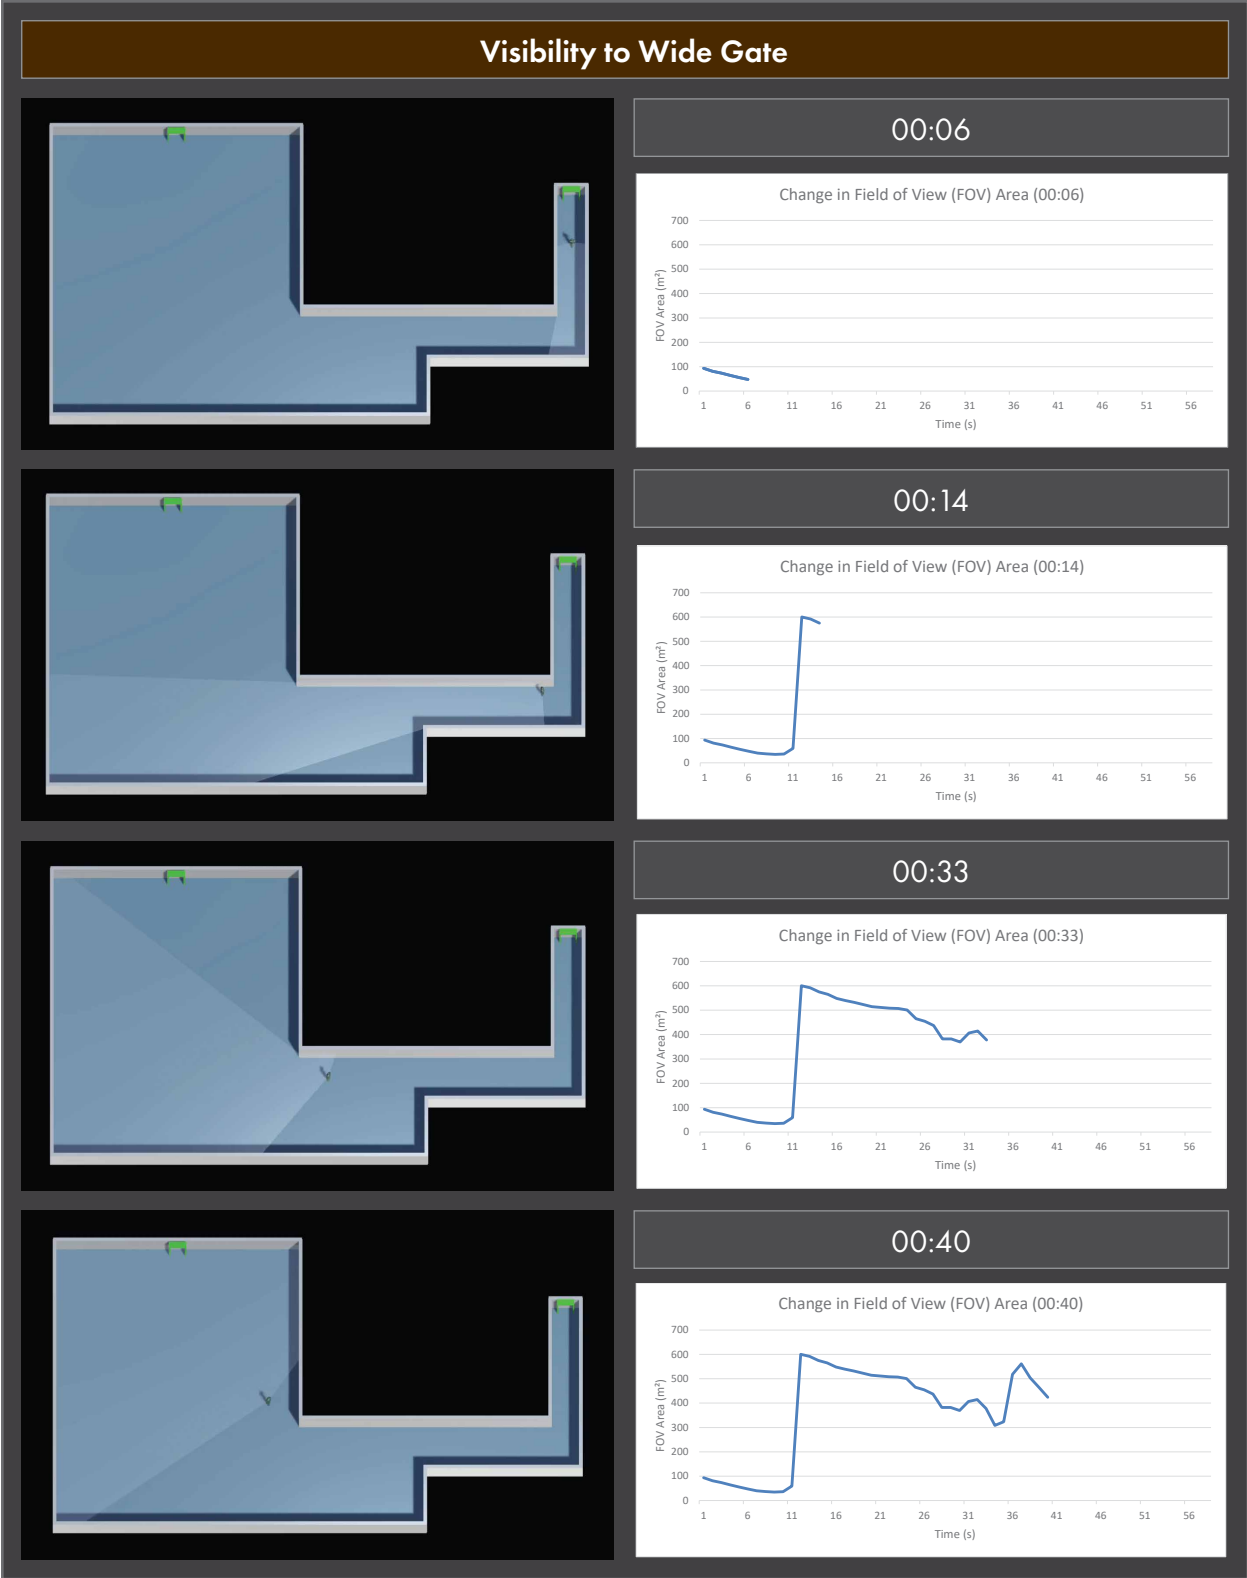 Visibility to Wide Gate
00:06
Change in Field of View (FOV) Area (00:06)
700
600
500
400
300
200
100
0
FOV Area (m²)
1 6 11 16 21 26 31 36 41 46 51 56
Time (s)
00:14
Change in Field of View (FOV) Area (00:14)
700
600
500
400
300
200
100
0
FOV Area (m²)
1 6 11 16 21 26 31 36 41 46 51 56
Time (s)
00:33
Change in Field of View (FOV) Area (00:33)
700
600
500
400
300
200
100
0
FOV Area (m²)
1 6 11 16 21 26 31 36 41 46 51 56
Time (s)
00:40
Change in Field of View (FOV) Area (00:40)
700
600
500
400
300
200
100
0
FOV Area (m²)
1 6 11 16 21 26 31 36 41 46 51 56
Time (s)